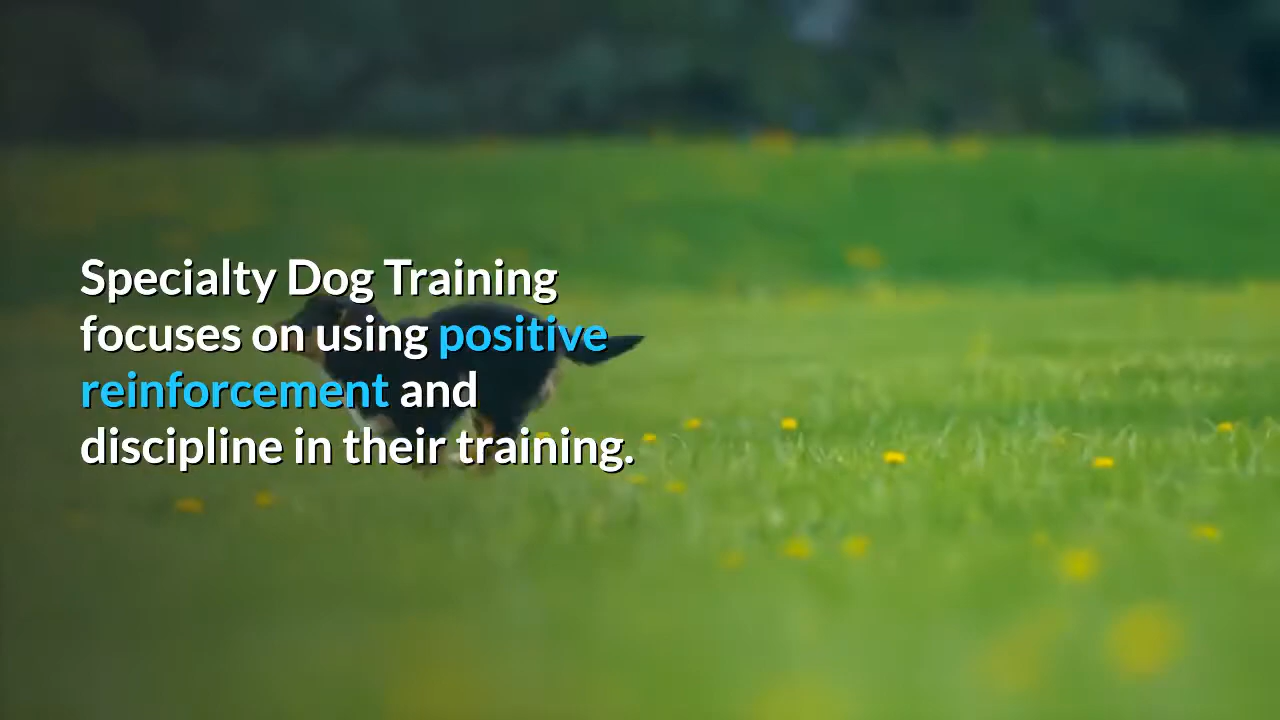 Specialty Dog Training
focuses on using positive
reinforcement and
discipline in their training.